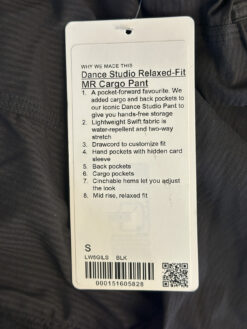 WHY WE MADE THIS
Dance Studio Relaxed-Fit
MR Cargo Pant
1. A pocket-forward favourite. We
added cargo and back pockets to
our iconic Dance Studio Pant to
give you hands-free storage
2. Lightweight Swift fabric is
water-repellent and two-way
stretch
3. Drawcord to customize fit
4. Hand pockets with hidden card
sleeve
5. Back pockets
6. Cargo pockets
7. Cinchable hems let you adjust
the look
8. Mid rise, relaxed fit
S
LW5GILS BLK
000151605828